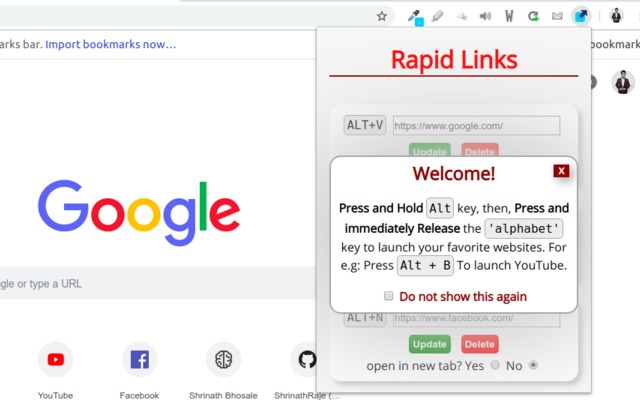 arks bar. Import bookmarks now…
bookmark
Rapid Links
ALT+V
https://www.google.com/
Update
Delete
Welcome!
X
Press and Hold Alt key, then, Press and
immediately Release the 'alphabet'
key to launch your favorite websites. For
e.g: Press Alt + B To launch YouTube.
Do not show this again
Google
gle or type a URL
ALT+N
https://www.facebook.com/
Update
Delete
open in new tab? Yes No
YouTube
Facebook
Shrinath Bhosale
ShrinathRaje (…